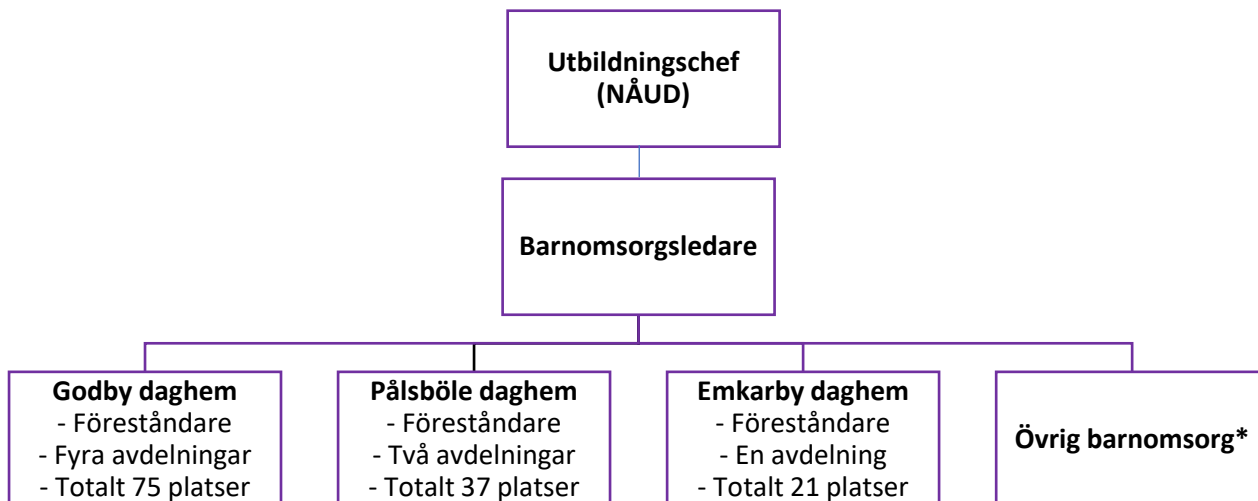 Utbildningschef
(NÅUD)
Barnomsorgsledare
Godby daghem
- Föreståndare
- Fyra avdelningar
- Totalt 75 platser
Pålsböle daghem
- Föreståndare
- Två avdelningar
- Totalt 37 platser
Emkarby daghem
- Föreståndare
- En avdelning
- Totalt 21 platser
Övrig barnomsorg*